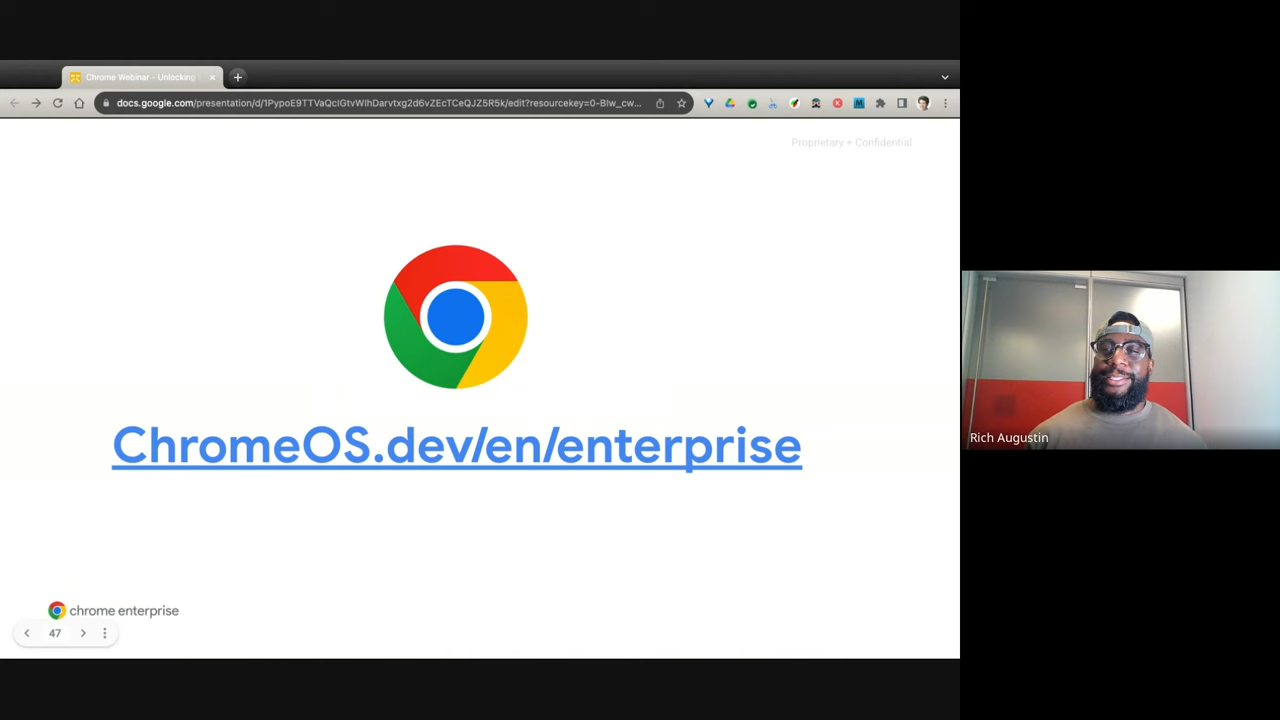 Chrome Webinar - Unlocking
docs.google.com/presentation/d/1PypoE9TTVaQcIGtvWIhDarvtxg2d6vZEcTCeQJZ5R5k/edit?resourcekey=0-BIw_cw...
Proprietary + Confidential
ChromeOS.dev/en/enterprise
Rich Augustin
chrome enterprise
47